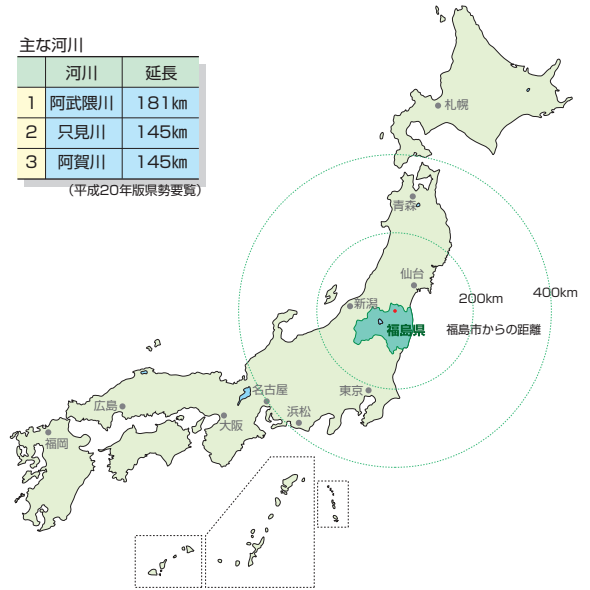 主な河川
河川 延長
1 阿武隈川 181㎞
2 只見川 145㎞
3 阿賀川 145㎞
（平成20年版県勢要覧）
札幌
青森
仙台
新潟
200km
400km
福島県
福島市からの距離
東京
名古屋
浜松
大阪
広島
福岡